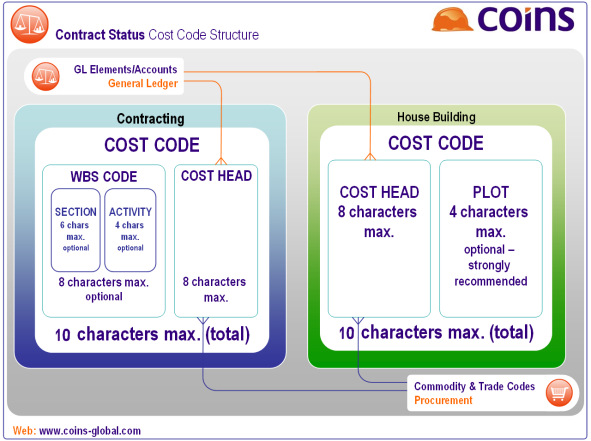 Contract Status Cost Code Structure
coins
GL Elements/Accounts
General Ledger
Contracting
COST CODE
WBS CODE
SECTION
6 chars
max.
optional
ACTIVITY
4 chars
max.
optional
8 characters max.
optional
COST HEAD
8 characters
max.
10 characters max. (total)
House Building
COST CODE
COST HEAD
8 characters
max.
PLOT
4 characters
max.
optional –
strongly
recommended
10 characters max. (total)
Commodity & Trade Codes
Procurement
Web: www.coins-global.com